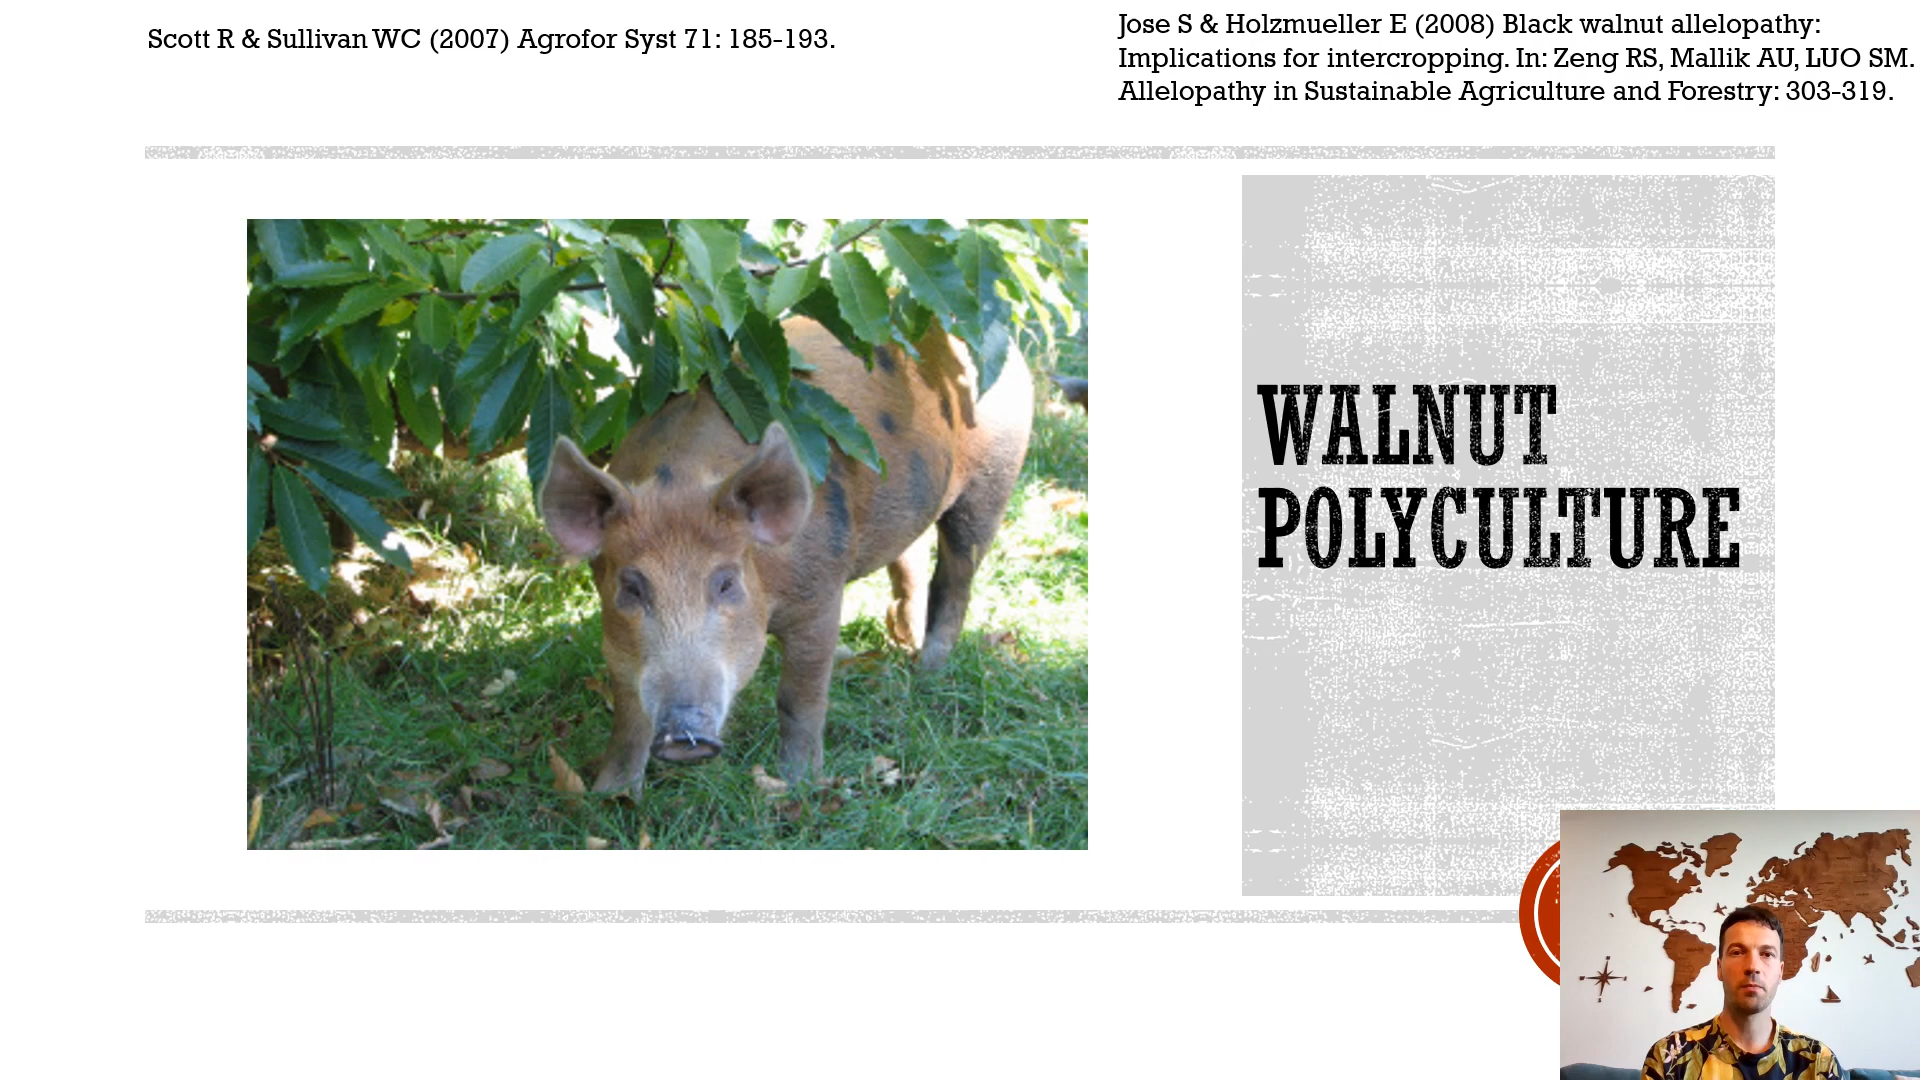 Scott R & Sullivan WC (2007) Agrofor Syst 71: 185-193.
Jose S & Holzmueller E (2008) Black walnut allelopathy:
Implications for intercropping. In: Zeng RS, Mallik AU, LUO SM.
Allelopathy in Sustainable Agriculture and Forestry: 303-319.
WALNUT
POLYCULTURE